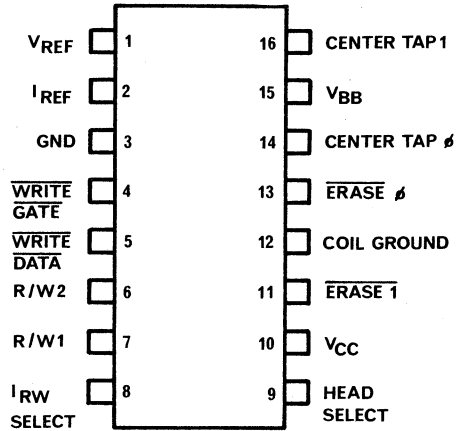 VREF 1 16 CENTER TAP 1
IREF 2 15 VBB
GND 3 14 CENTER TAP ø
WRITE 4 13 ERASE ø
GATE
WRITE 5 12 COIL GROUND
DATA
R/W2 6 11 ERASE 1
R/W1 7 10 VCC
IRW 8 9 HEAD
SELECT SELECT